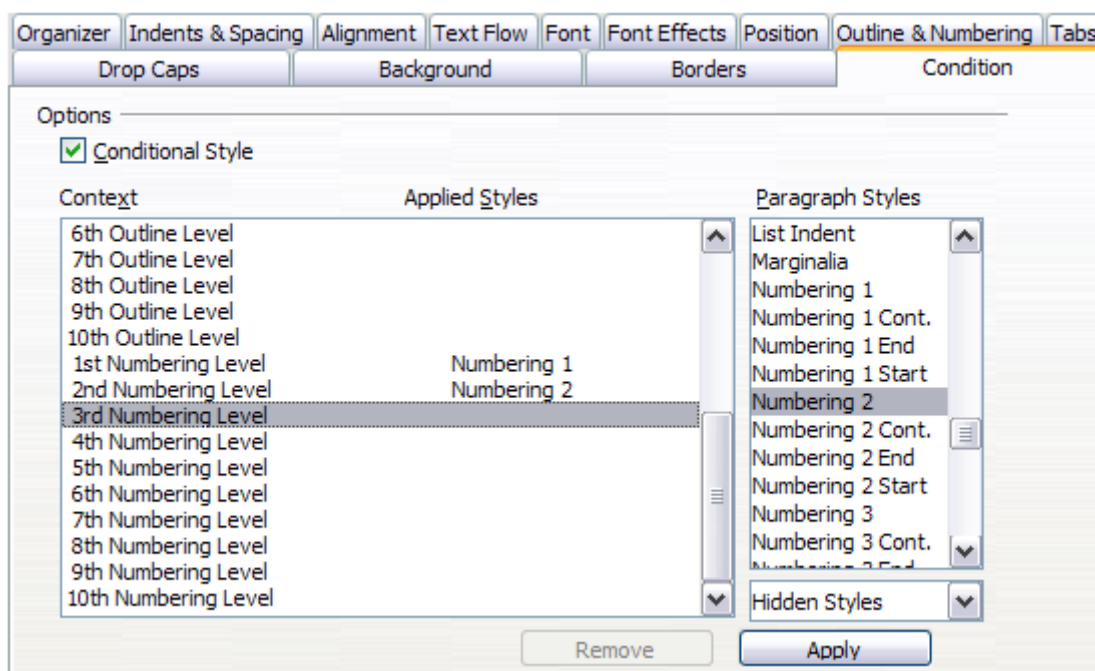 Organizer Indents & Spacing Alignment Text Flow Font Font Effects Position Outline & Numbering Tabs
Drop Caps Background Borders Condition
Options
Conditional Style
Context Applied Styles Paragraph Styles
6th Outline Level
7th Outline Level
8th Outline Level
9th Outline Level
10th Outline Level
1st Numbering Level Numbering 1
2nd Numbering Level Numbering 2
3rd Numbering Level
4th Numbering Level
5th Numbering Level
6th Numbering Level
7th Numbering Level
8th Numbering Level
9th Numbering Level
10th Numbering Level
List Indent
Marginalia
Numbering 1
Numbering 1 Cont.
Numbering 1 End
Numbering 1 Start
Numbering 2
Numbering 2 Cont.
Numbering 2 End
Numbering 2 Start
Numbering 3
Numbering 3 Cont.
Numbering 3 End
Hidden Styles
Remove Apply